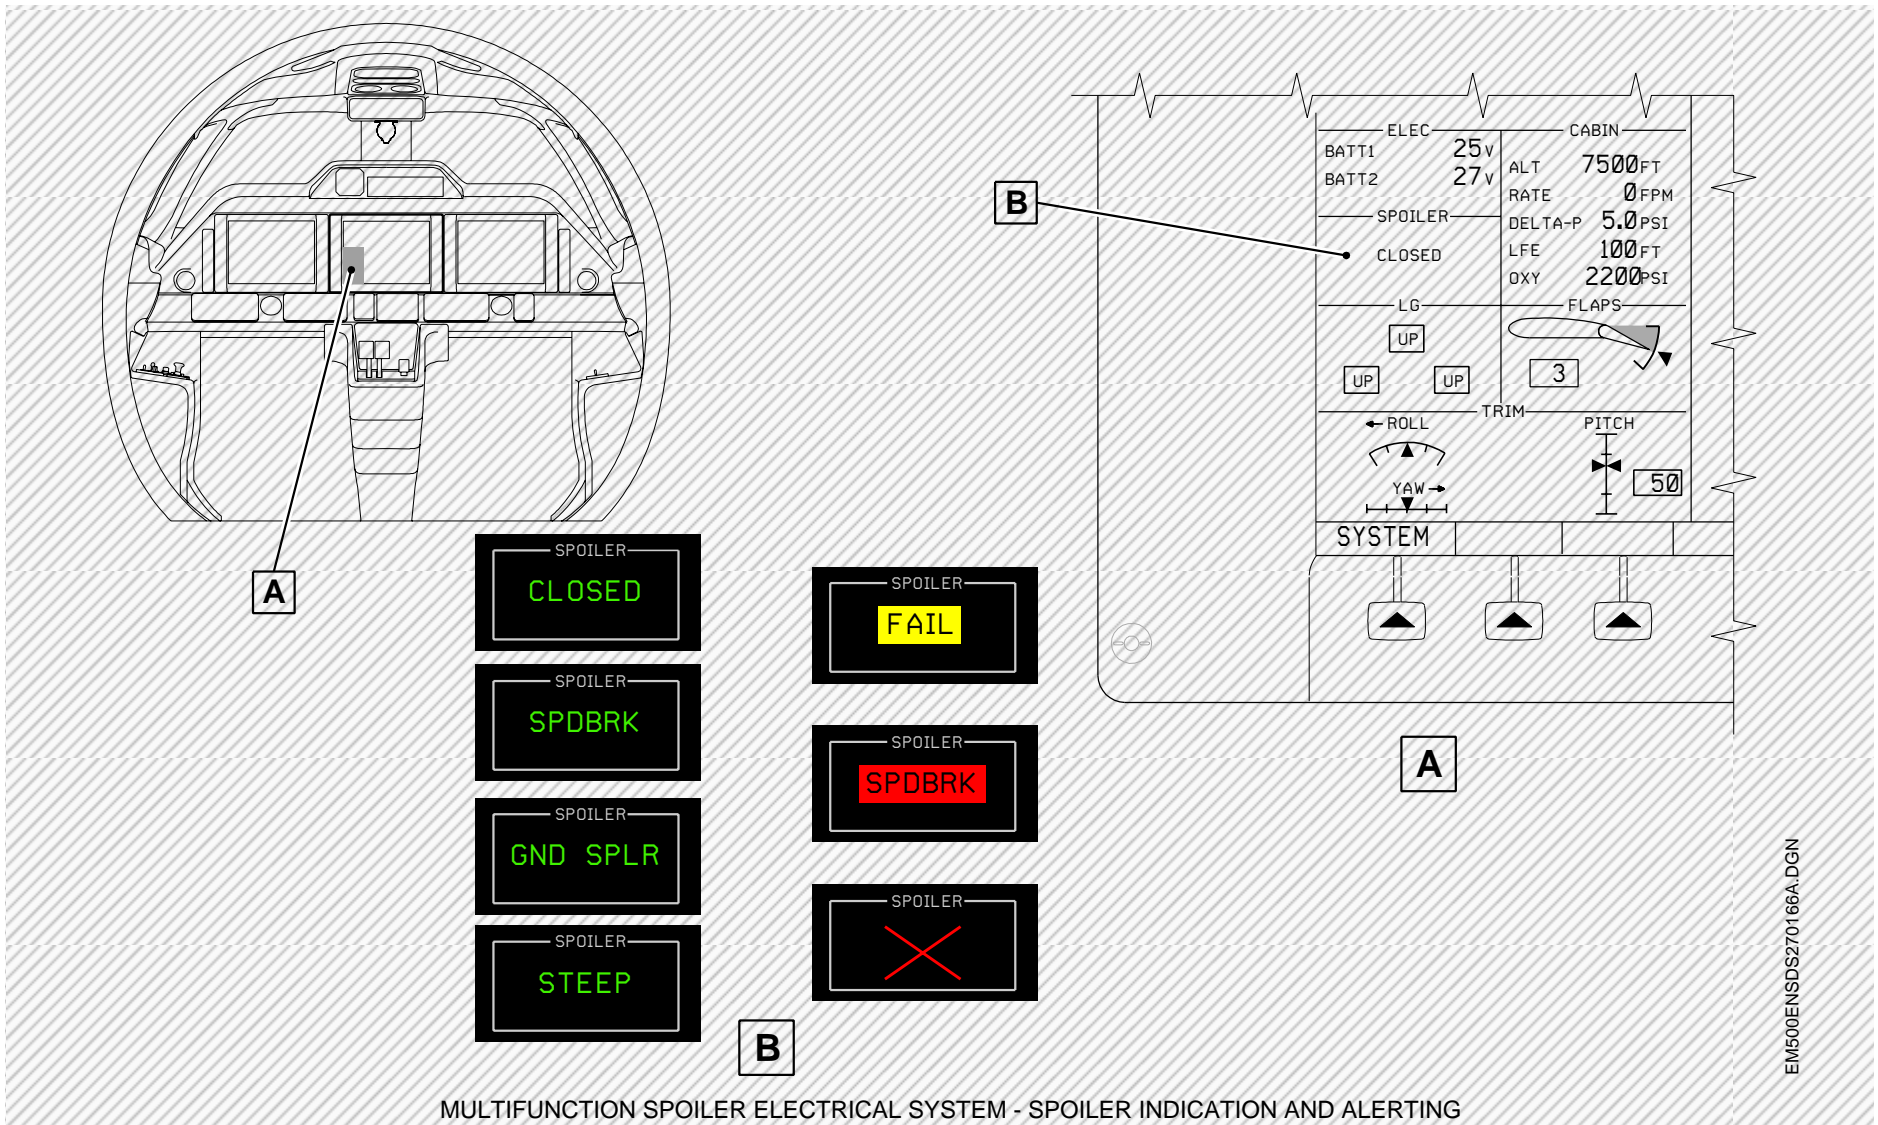 A
B
ELEC
BATT1 25V
BATT2 27V
SPOILER
CLOSED
CABIN
ALT 7500FT
RATE 0FPM
DELTA-P 5.0PSI
LFE 100FT
OXY 2200PSI
LG
UP
UP UP
FLAPS
3
TRIM
ROLL
YAW
PITCH
50
SYSTEM
A
SPOILER
CLOSED
SPOILER
SPDBRK
SPOILER
GND SPLR
SPOILER
STEEP
SPOILER
FAIL
SPOILER
SPDBRK
SPOILER
B
EM500ENSDS270166A.DGN
MULTIFUNCTION SPOILER ELECTRICAL SYSTEM - SPOILER INDICATION AND ALERTING